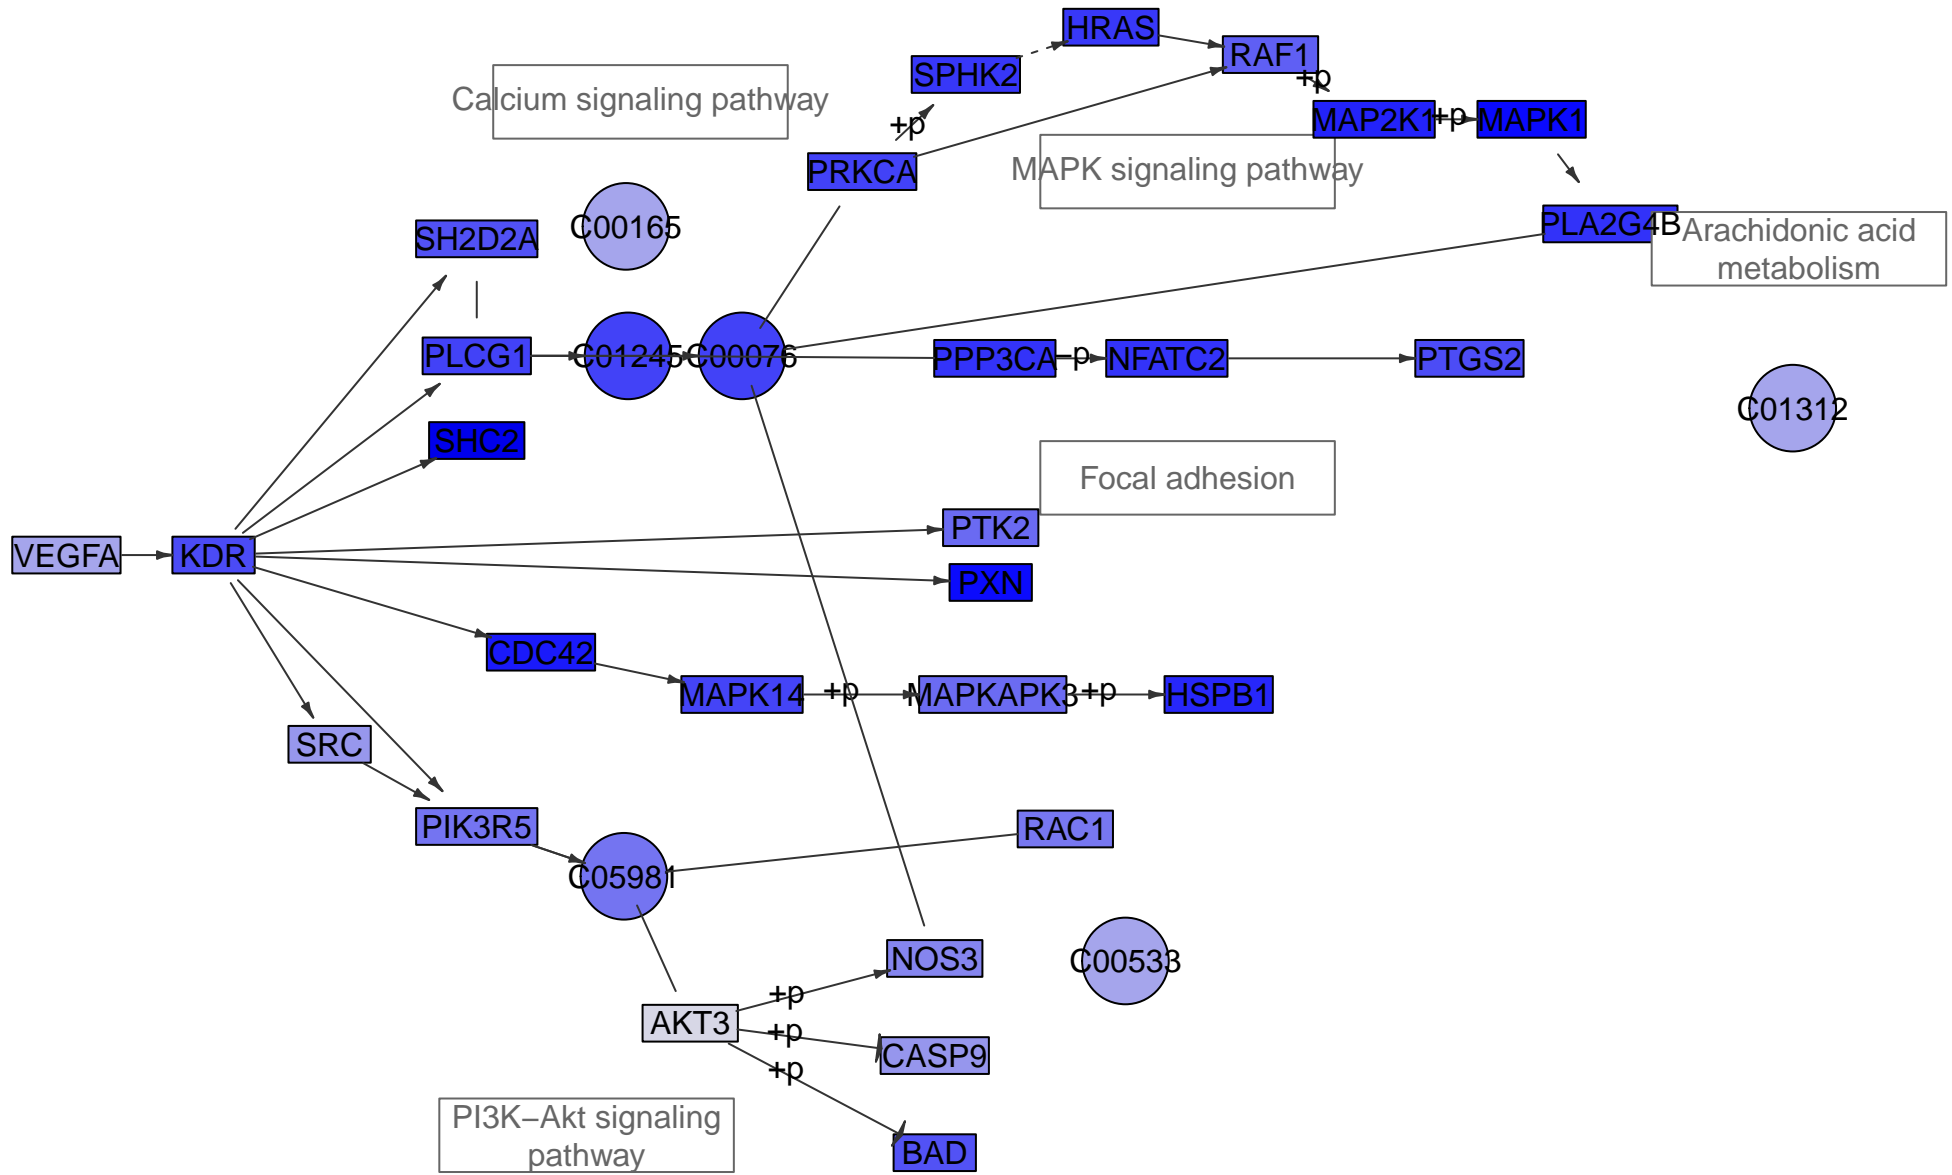 HRAS
RAF1
+p
SPHK2
Calcium signaling pathway
+p
MAP2K1
+p
MAPK1
PRKCA
MAPK signaling pathway
C00165
SH2D2A
PLA2G4B
Arachidonic acid
metabolism
PLCG1
C01245
C00076
PPP3CA
−p
NFATC2
PTGS2
C01312
SHC2
Focal adhesion
PTK2
VEGFA
KDR
PXN
CDC42
MAPK14
+p
MAPKAPK3
+p
HSPB1
SRC
PIK3R5
RAC1
C05981
NOS3
C00533
+p
AKT3
+p
CASP9
+p
PI3K−Akt signaling
pathway
BAD